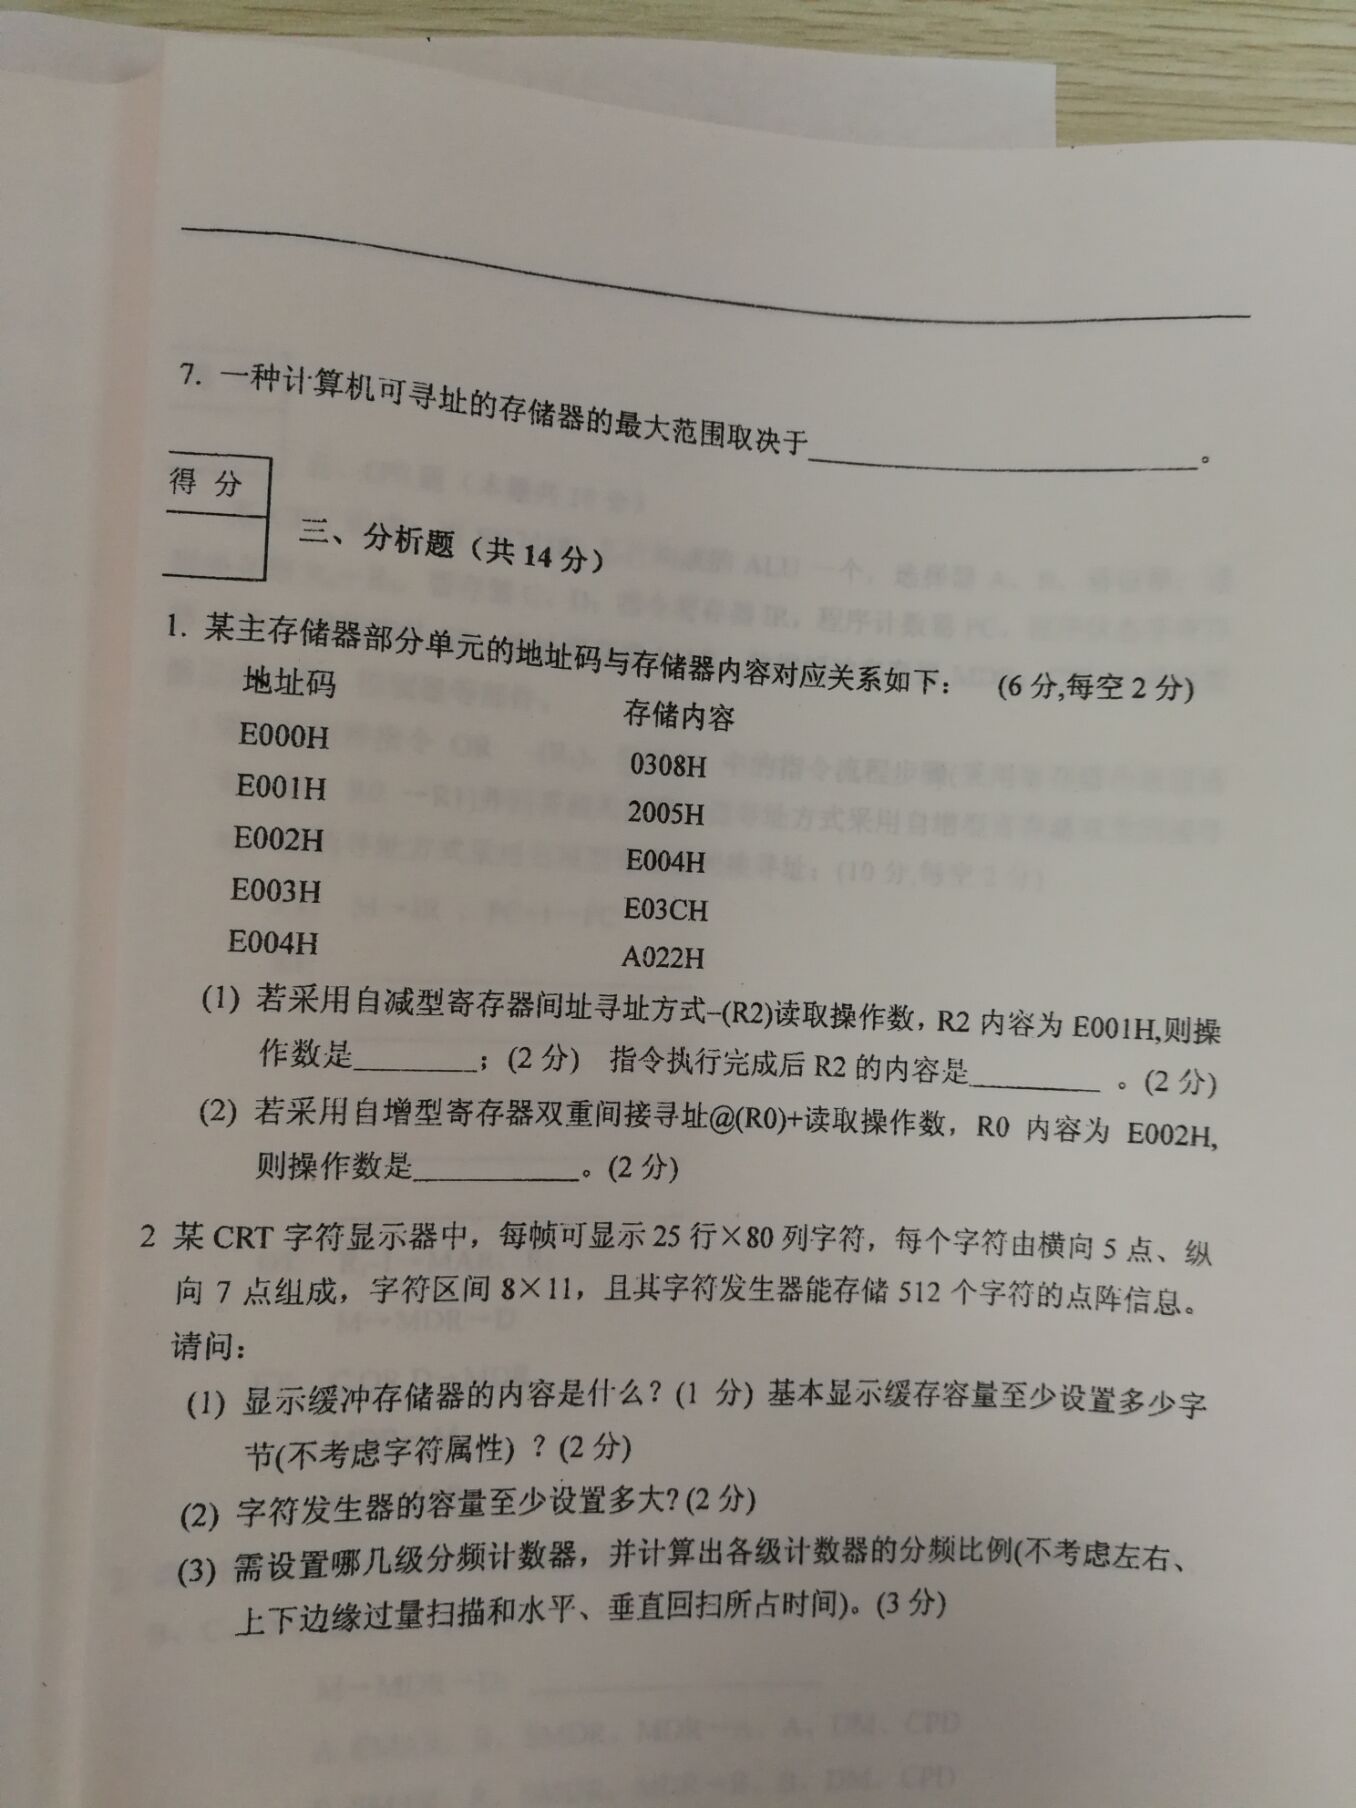 7. 一种计算机可寻址的存储器的最大范围取决于____________。
得 分
三、分析题（共 14 分）
1. 某主存储器部分单元的地址码与存储器内容对应关系如下： (6 分,每空 2 分)
地址码 存储内容
E000H 0308H
E001H 2005H
E002H E004H
E003H E03CH
E004H A022H
(1) 若采用自减型寄存器间址寻址方式–(R2)读取操作数，R2 内容为 E001H,则操
作数是________；(2 分) 指令执行完成后 R2 的内容是________ 。(2 分)
(2) 若采用自增型寄存器双重间接寻址@(R0)+读取操作数，R0 内容为 E002H,
则操作数是__________。(2 分)
2 某 CRT 字符显示器中，每帧可显示 25 行×80 列字符，每个字符由横向 5 点、纵
向 7 点组成，字符区间 8×11，且其字符发生器能存储 512 个字符的点阵信息。
请问：
(1) 显示缓冲存储器的内容是什么？(1 分) 基本显示缓存容量至少设置多少字
节(不考虑字符属性) ？(2 分)
(2) 字符发生器的容量至少设置多大? (2 分)
(3) 需设置哪几级分频计数器，并计算出各级计数器的分频比例(不考虑左右、
上下边缘过量扫描和水平、垂直回扫所占时间)。(3 分)